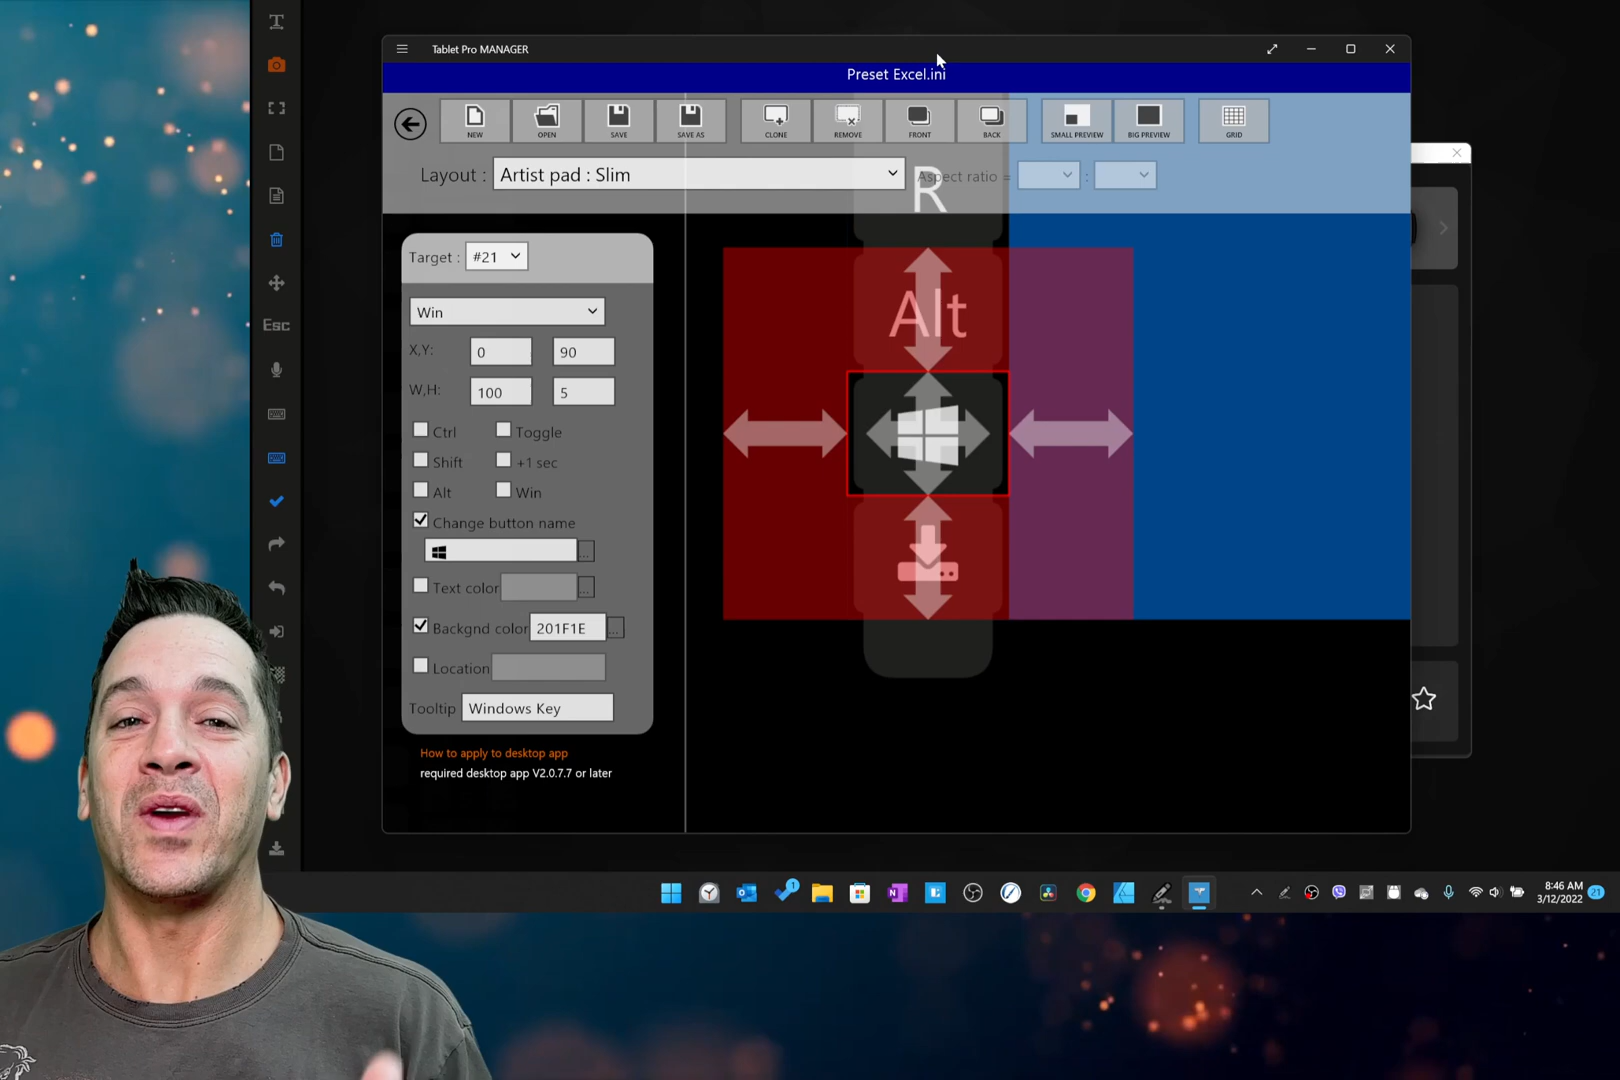 T
Esc
Tablet Pro MANAGER
Preset Excel.ini
NEW
OPEN
SAVE
SAVE AS
CLONE
REMOVE
FRONT
BACK
SMALL PREVIEW
BIG PREVIEW
GRID
Layout :
Artist pad : Slim
Aspect ratio =
:
R
Target :
#21
Win
X,Y:
0
90
W,H:
100
5
Ctrl
Toggle
Shift
+1 sec
Alt
Win
Change button name
...
Text color
...
Backgnd color
201F1E
...
Location
Tooltip
Windows Key
How to apply to desktop app
required desktop app V2.0.7.7 or later
Alt
1
8:46 AM
3/12/2022
21